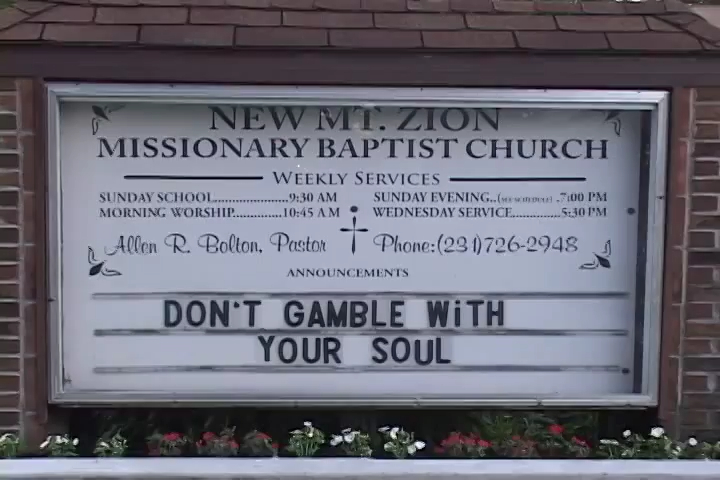 NEW MT. ZION
MISSIONARY BAPTIST CHURCH
WEEKLY SERVICES
SUNDAY SCHOOL......................9:30 AM
MORNING WORSHIP..............10:45 AM
SUNDAY EVENING..(SEE SCHEDULE) .7:00 PM
WEDNESDAY SERVICE...............5:30 PM
Allen R. Bolton, Pastor
Phone:(231)726-2948
ANNOUNCEMENTS
DON'T GAMBLE WiTH
YOUR SOUL